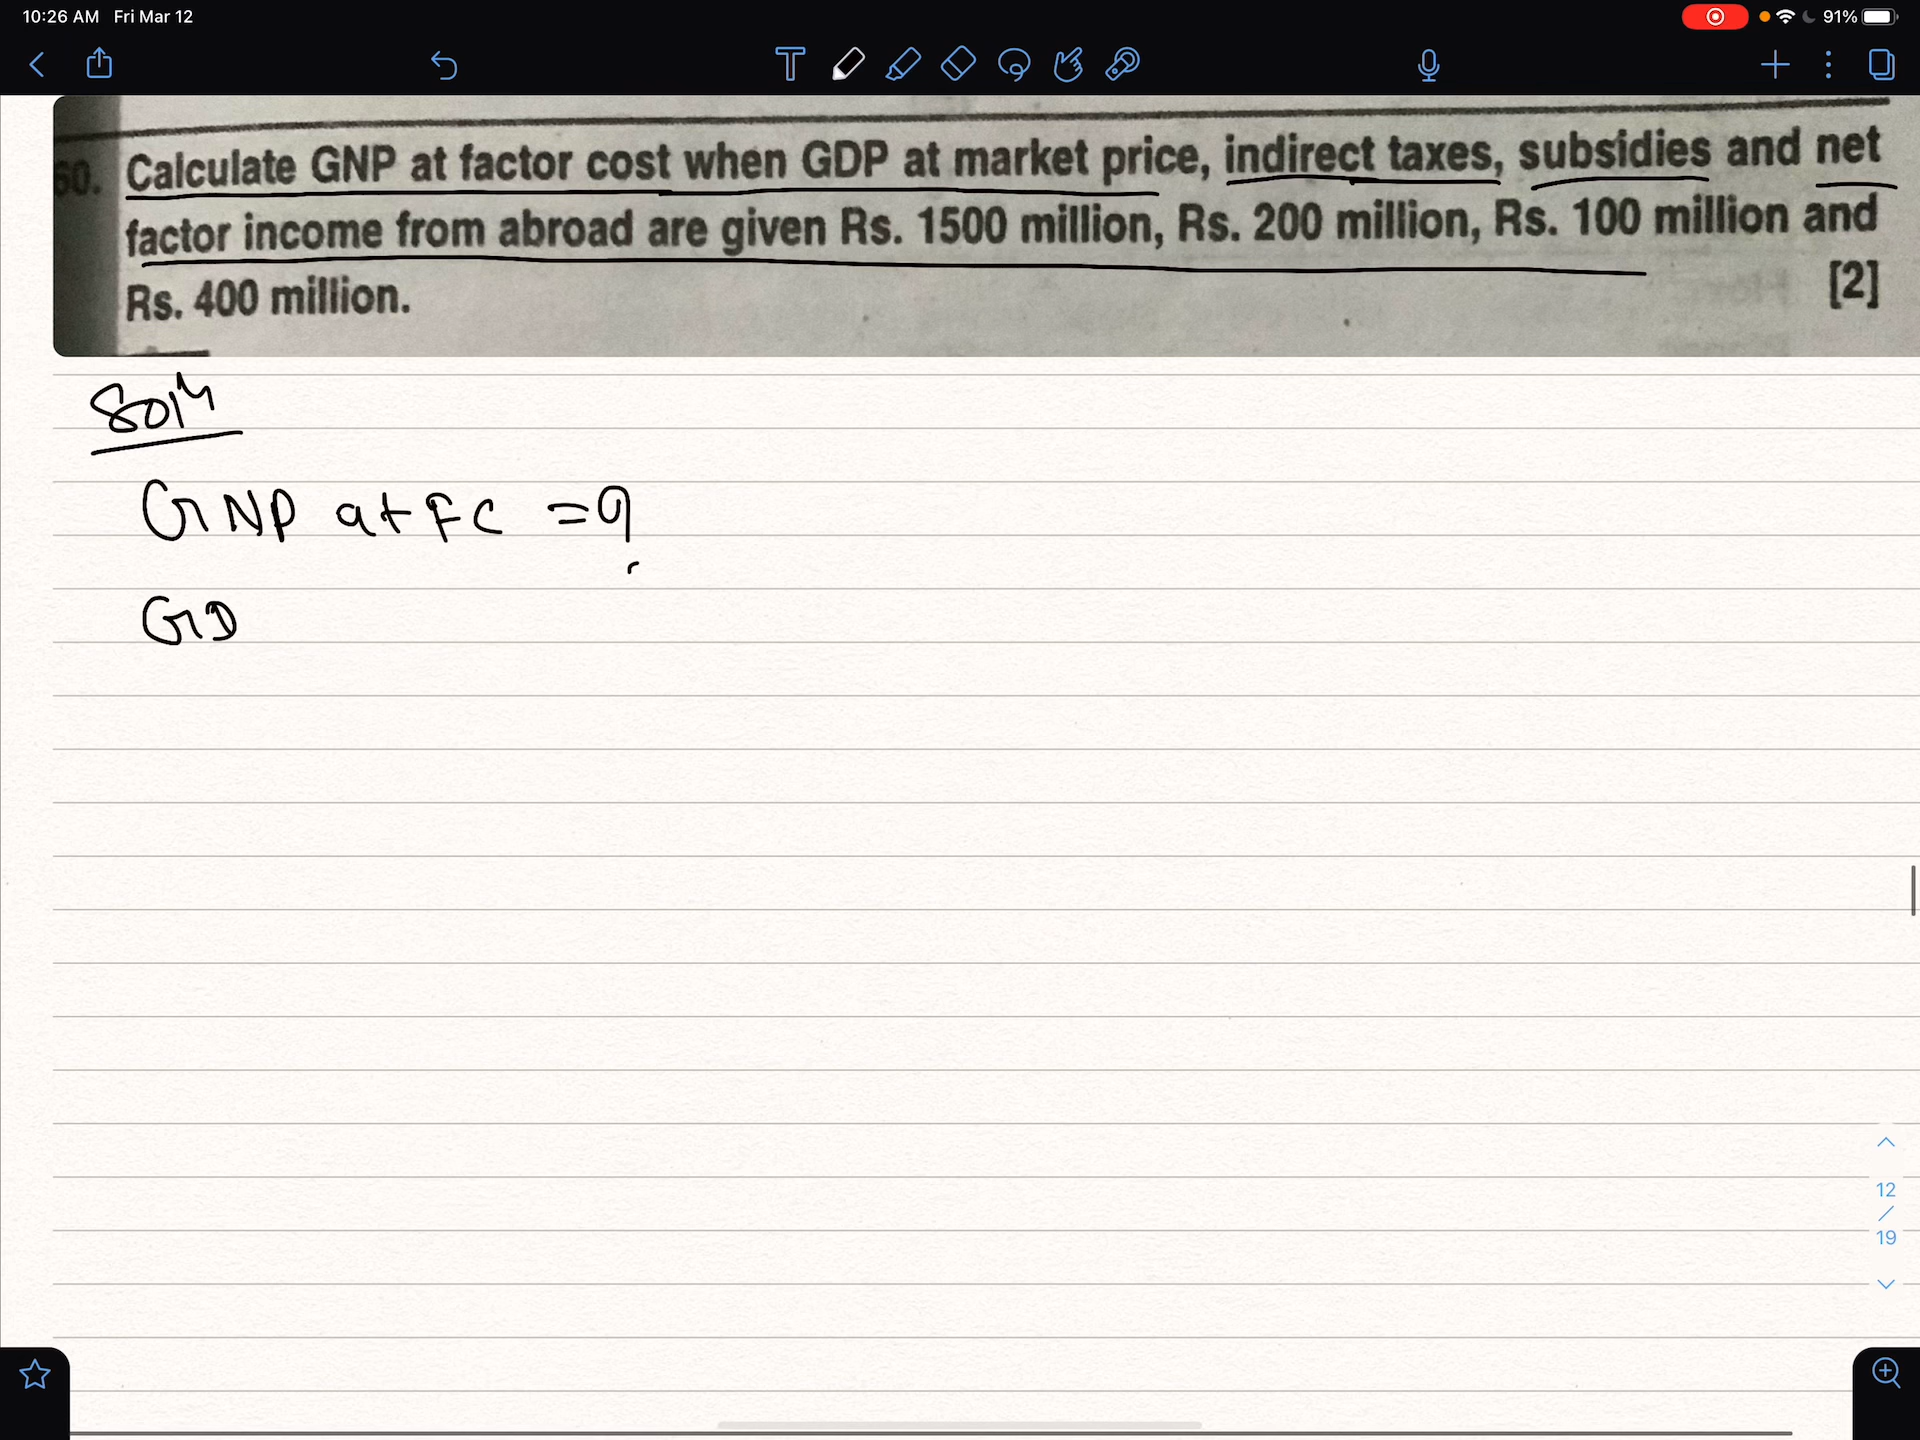 10:26 AM Fri Mar 12
91%
60. Calculate GNP at factor cost when GDP at market price, indirect taxes, subsidies and net
factor income from abroad are given Rs. 1500 million, Rs. 200 million, Rs. 100 million and
Rs. 400 million. [2]
Soln
GNP at FC = ?
GD
12
/
19